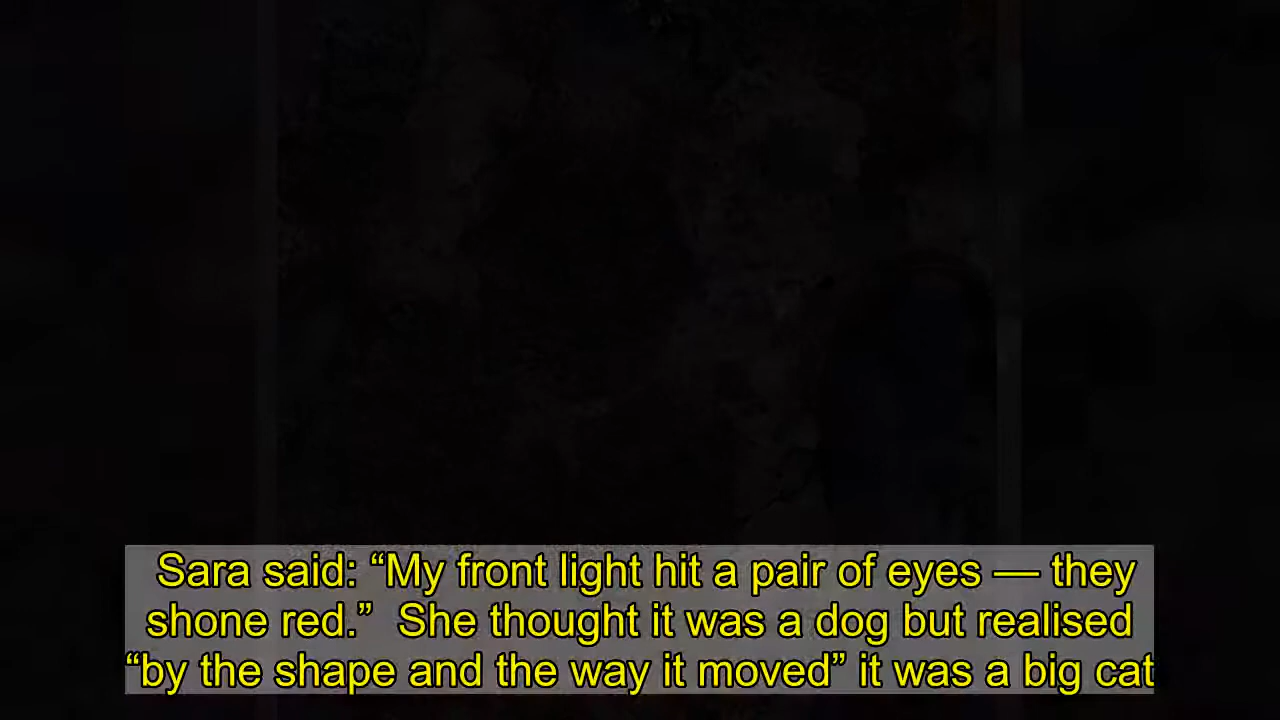 Sara said: “My front light hit a pair of eyes — they
shone red.”  She thought it was a dog but realised
“by the shape and the way it moved” it was a big cat